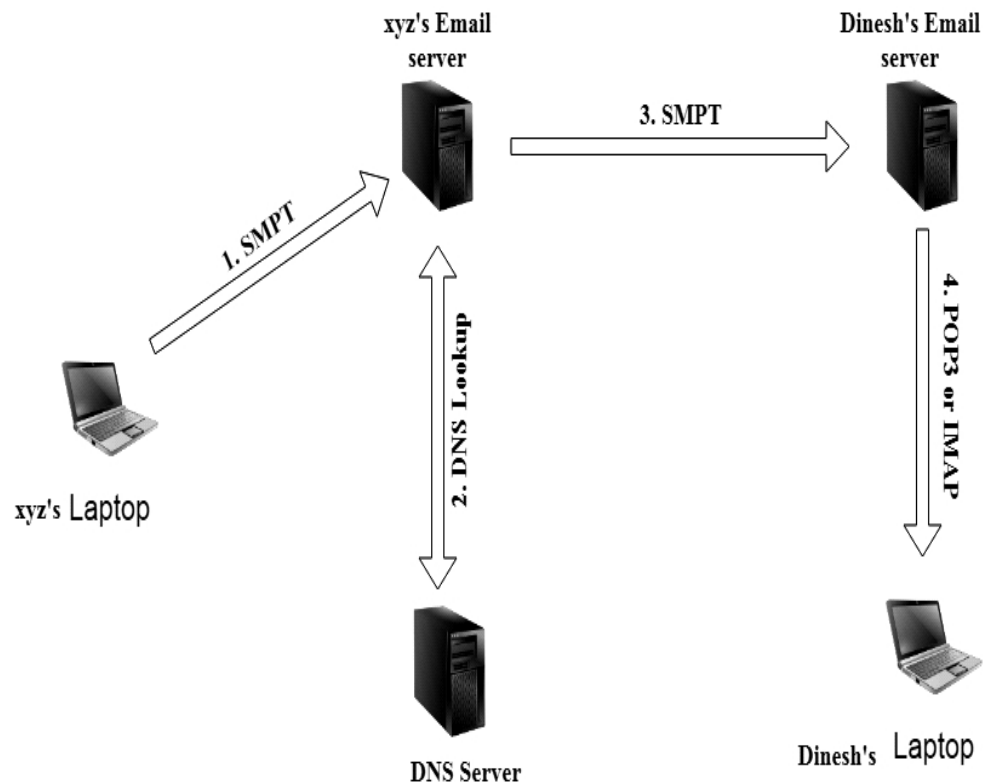 xyz's Email
server
Dinesh's Email
server
3. SMPT
1. SMPT
2. DNS Lookup
4. POP3 or IMAP
xyz's Laptop
DNS Server
Dinesh's Laptop